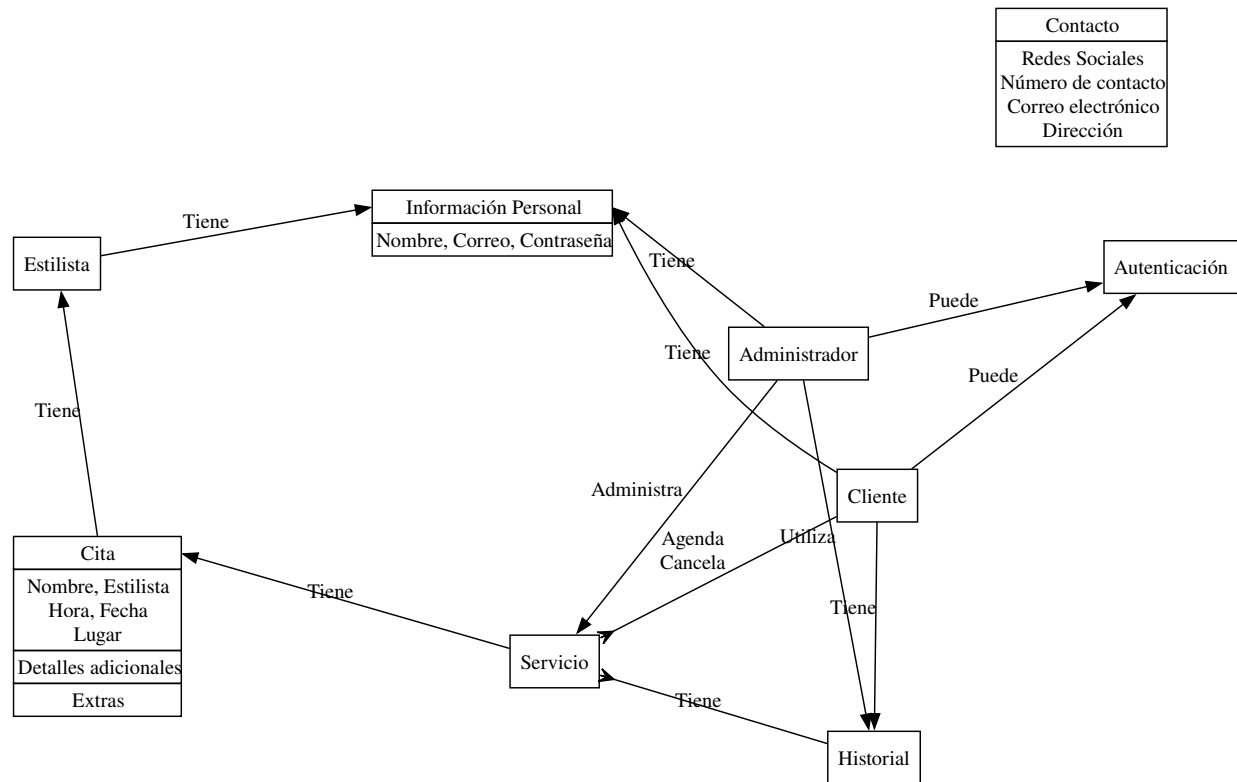 Contacto
Redes Sociales
Número de contacto
Correo electrónico
Dirección
Tiene
Información Personal
Nombre, Correo, Contraseña
Estilista
Tiene
Autenticación
Puede
Administrador
Tiene
Puede
Tiene
Administra
Cliente
Agenda
Cancela
Utiliza
Cita
Nombre, Estilista
Hora, Fecha
Lugar
Detalles adicionales
Extras
Tiene
Tiene
Servicio
Tiene
Historial